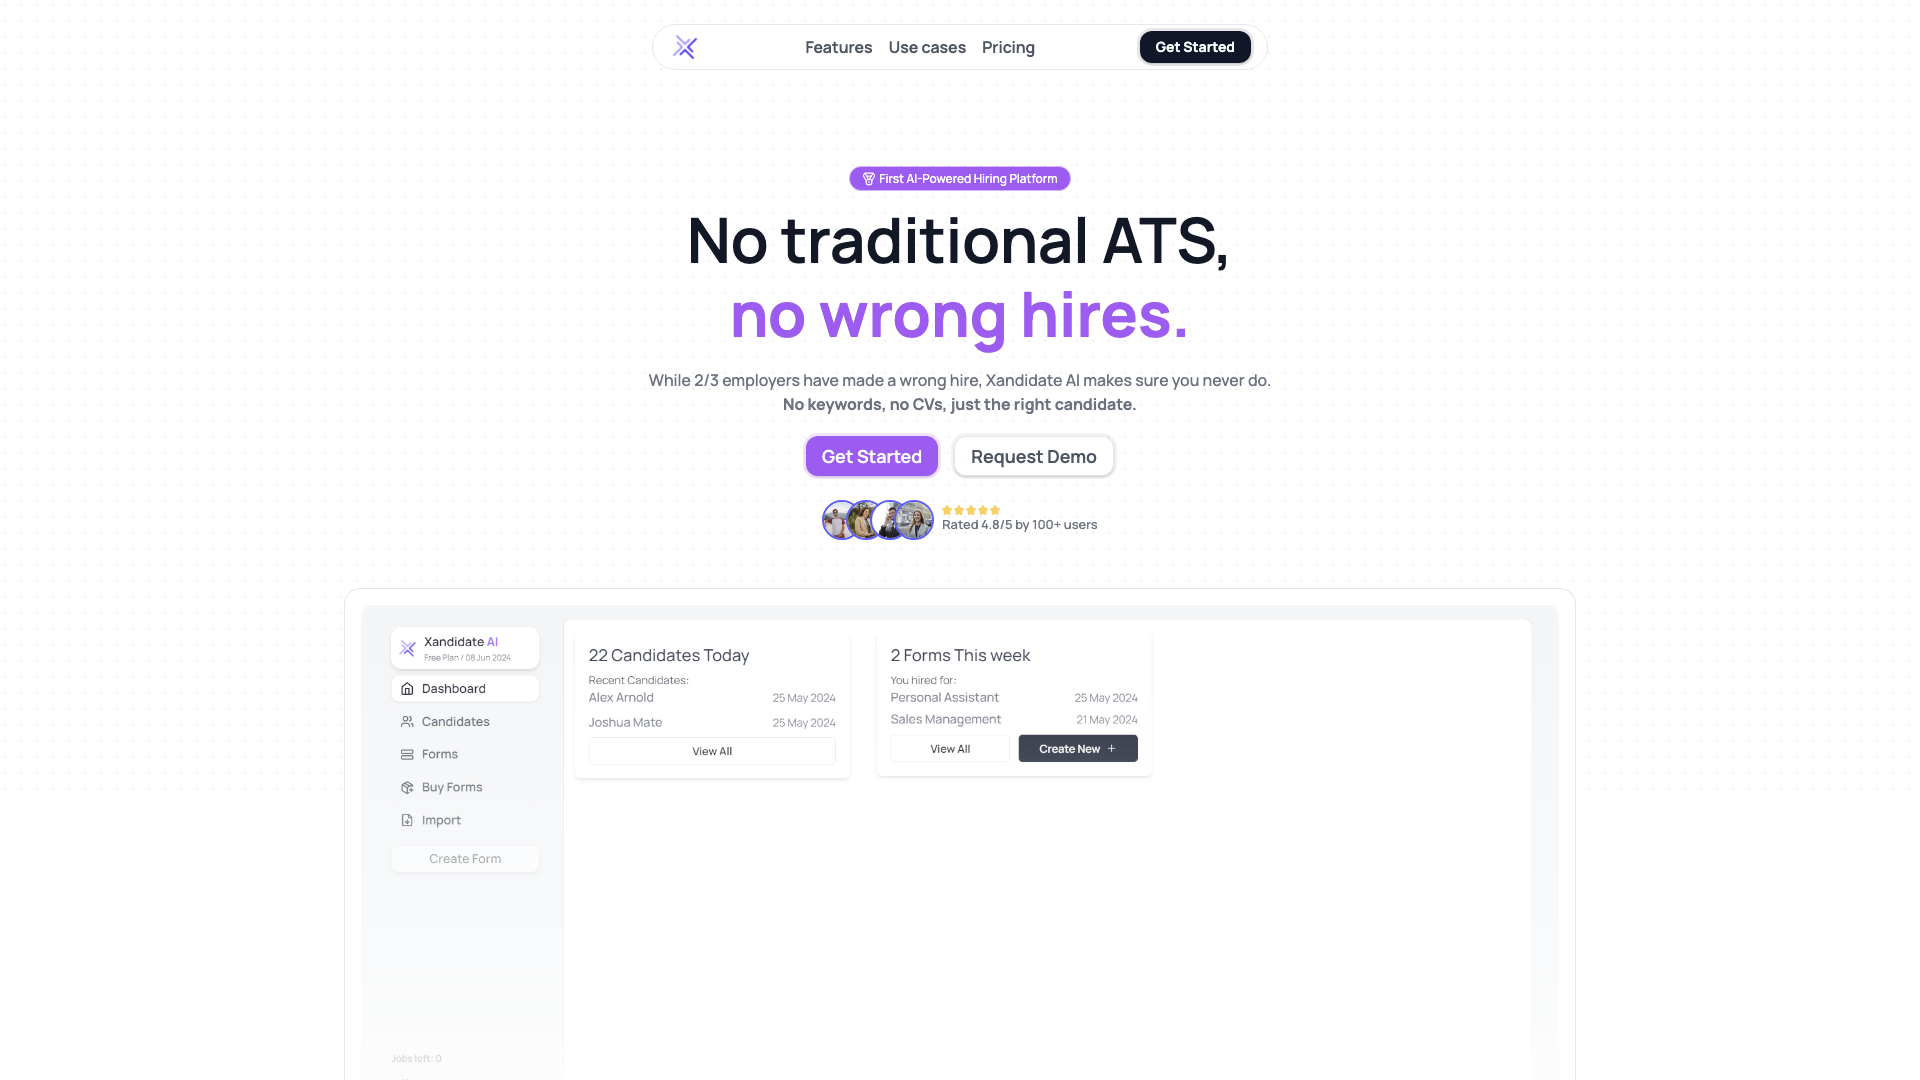 Features Use cases Pricing
Get Started
First AI-Powered Hiring Platform
No traditional ATS,
no wrong hires.
While 2/3 employers have made a wrong hire, Xandidate AI makes sure you never do.
No keywords, no CVs, just the right candidate.
Get Started
Request Demo
Rated 4.8/5 by 100+ users
Xandidate AI
Free Plan / 08 Jun 2024
Dashboard
Candidates
Forms
Buy Forms
Import
Create Form
Jobs left: 0
22 Candidates Today
Recent Candidates:
Alex Arnold 25 May 2024
Joshua Mate 25 May 2024
View All
2 Forms This week
You hired for:
Personal Assistant 25 May 2024
Sales Management 21 May 2024
View All
Create New +